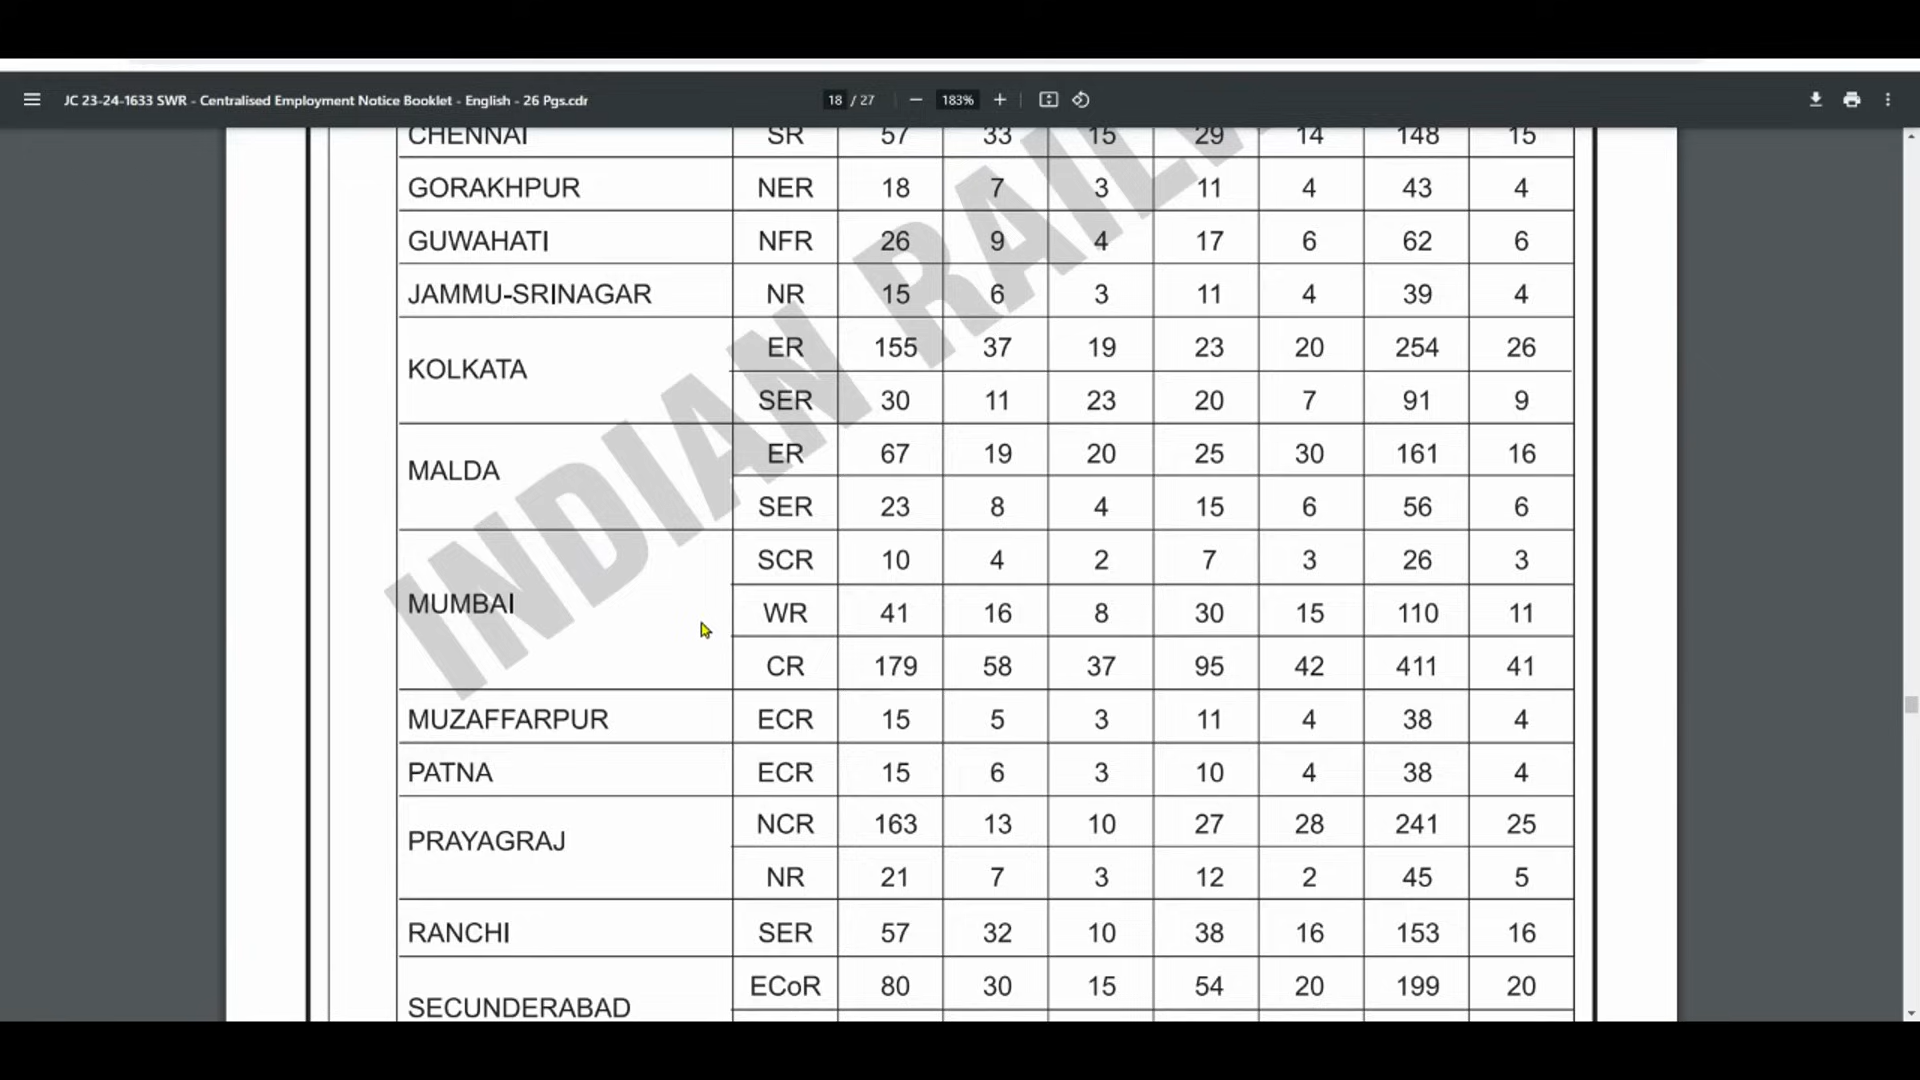 JC 23-24-1633 SWR - Centralised Employment Notice Booklet - English - 26 Pgs.cdr 18 / 27 183%
CHENNAI SR 57 33 15 29 14 148 15
GORAKHPUR NER 18 7 3 11 4 43 4
GUWAHATI NFR 26 9 4 17 6 62 6
JAMMU-SRINAGAR NR 15 6 3 11 4 39 4
KOLKATA ER 155 37 19 23 20 254 26
SER 30 11 23 20 7 91 9
MALDA ER 67 19 20 25 30 161 16
SER 23 8 4 15 6 56 6
MUMBAI SCR 10 4 2 7 3 26 3
WR 41 16 8 30 15 110 11
CR 179 58 37 95 42 411 41
MUZAFFARPUR ECR 15 5 3 11 4 38 4
PATNA ECR 15 6 3 10 4 38 4
PRAYAGRAJ NCR 163 13 10 27 28 241 25
NR 21 7 3 12 2 45 5
RANCHI SER 57 32 10 38 16 153 16
SECUNDERABAD ECoR 80 30 15 54 20 199 20
INDIAN RAILW